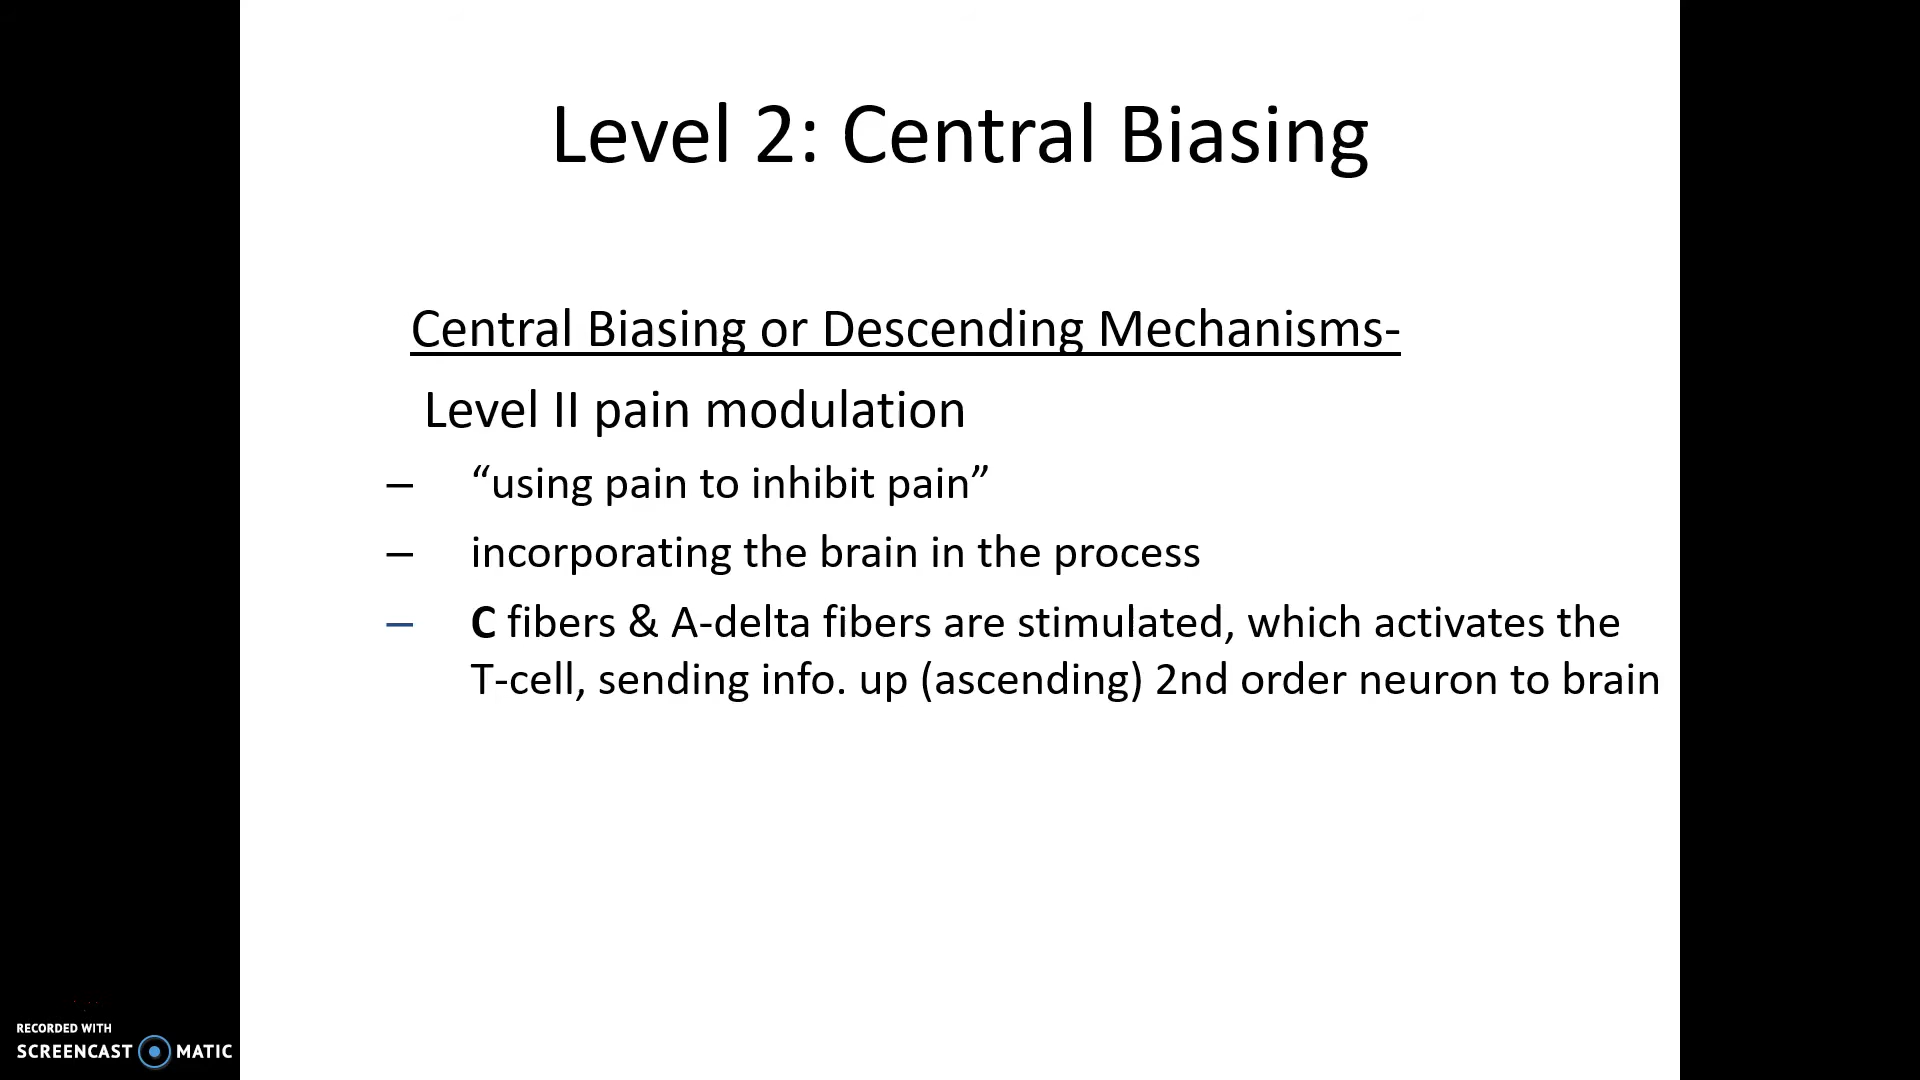 Level 2: Central Biasing
Central Biasing or Descending Mechanisms-
Level II pain modulation
– “using pain to inhibit pain”
– incorporating the brain in the process
– C fibers & A-delta fibers are stimulated, which activates the
T-cell, sending info. up (ascending) 2nd order neuron to brain
RECORDED WITH
SCREENCAST MATIC